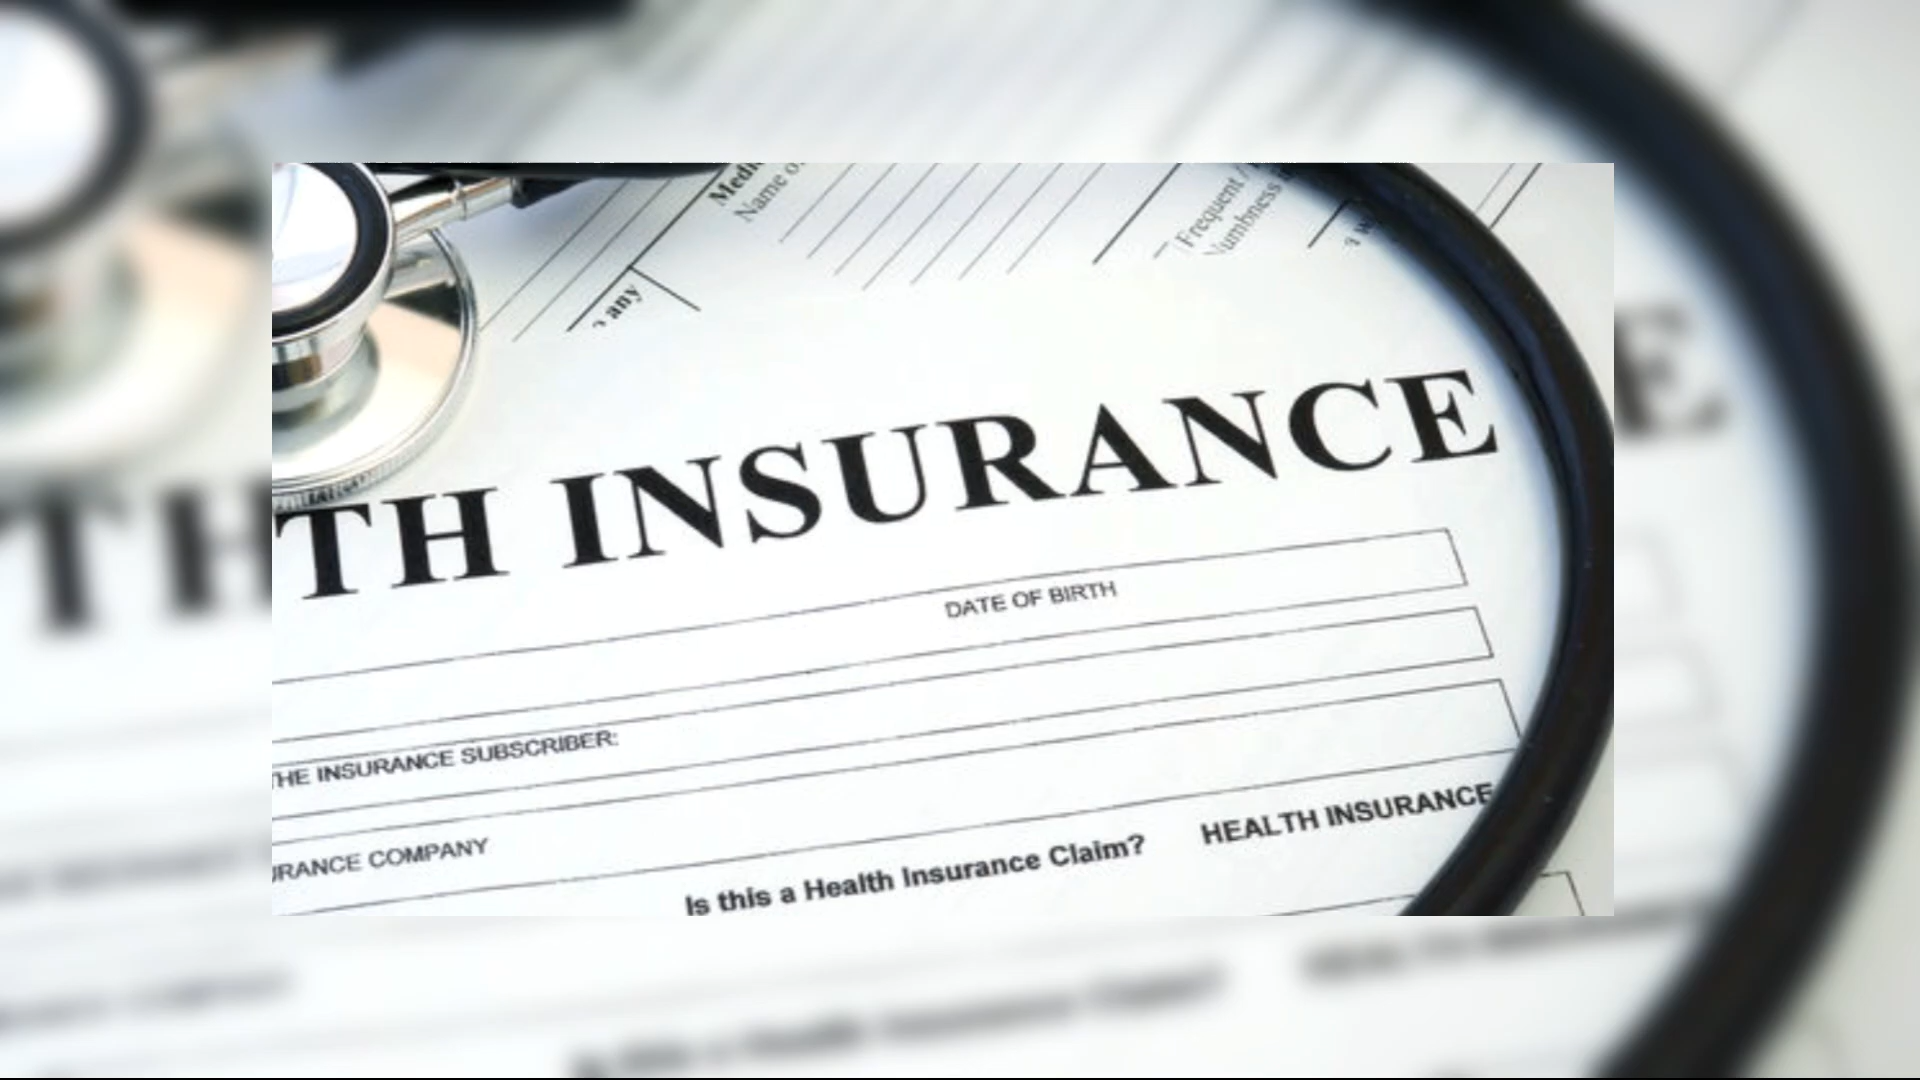 Name
Frequent /
Numbness
any
TH INSURANCE
DATE OF BIRTH
THE INSURANCE SUBSCRIBER:
URANCE COMPANY
Is this a Health Insurance Claim? HEALTH INSURANCE